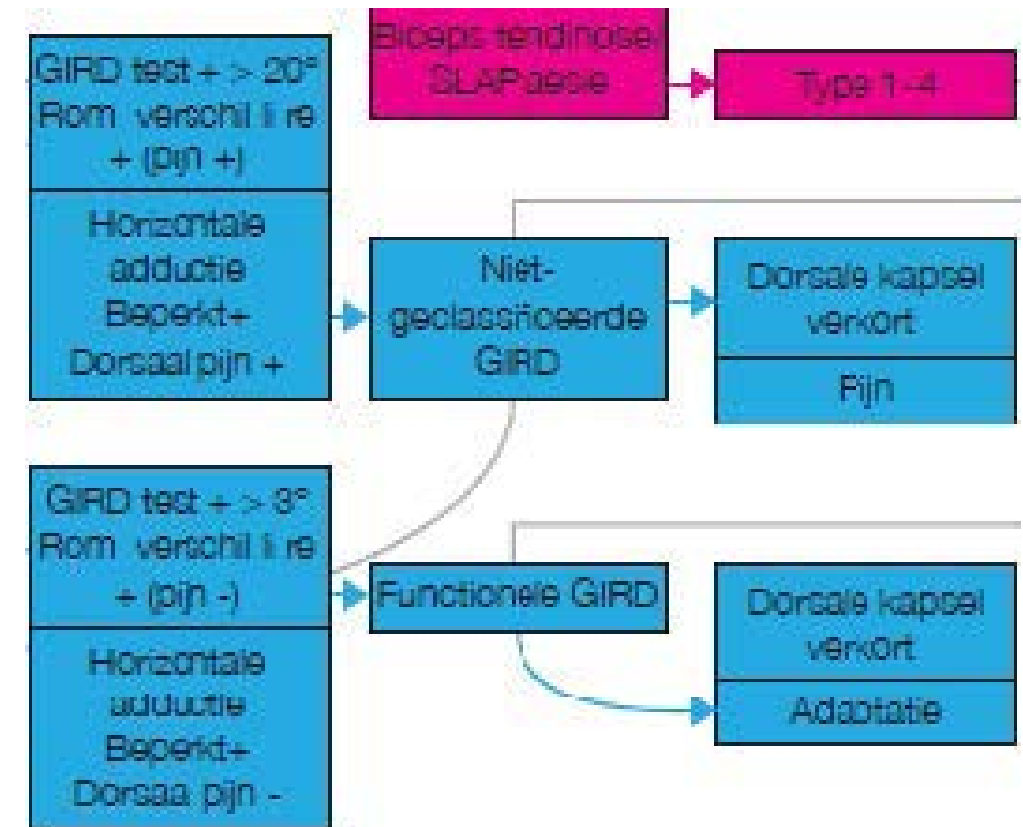 GIRD test + > 20°
Rom verschil li re
+ (pijn +)
Horizontale
adductie
Beperkt+
Dorsaal pijn +
Biceps tendinose/
SLAP laesie
Type 1-4
Niet-
geclassificeerde
GIRD
Dorsale kapsel
verkort
Pijn
GIRD test + > 3°
Rom verschil li re
+ (pijn -)
Horizontale
adductie
Beperkt+
Dorsaal pijn -
Functionele GIRD
Dorsale kapsel
verkort
Adaptatie